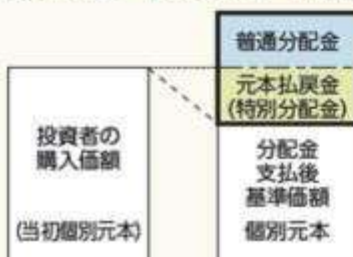 普通分配金
元本払戻金
(特別分配金)
投資者の
購入価額
(当初個別元本)
分配金
支払後
基準価額
個別元本